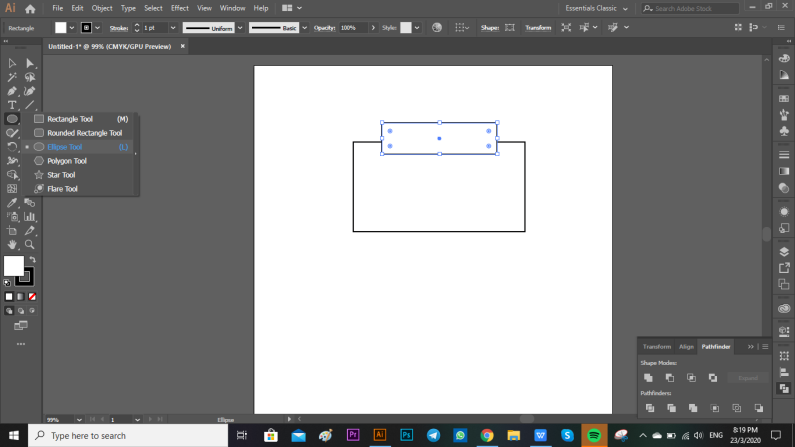 Ai File Edit Object Type Select Effect View Window Help Essentials Classic Search Adobe Stock
Rectangle Stroke: 1 pt Uniform Basic Opacity: 100% Style: Shape: Transform
Untitled-1* @ 99% (CMYK/GPU Preview) ×
Rectangle Tool (M)
Rounded Rectangle Tool
Ellipse Tool (L)
Polygon Tool
Star Tool
Flare Tool
Transform Align Pathfinder
Shape Modes:
Expand
Pathfinders:
99% 1 Ellipse
Type here to search Pr Ai Ps W S ENG 8:19 PM
23/3/2020